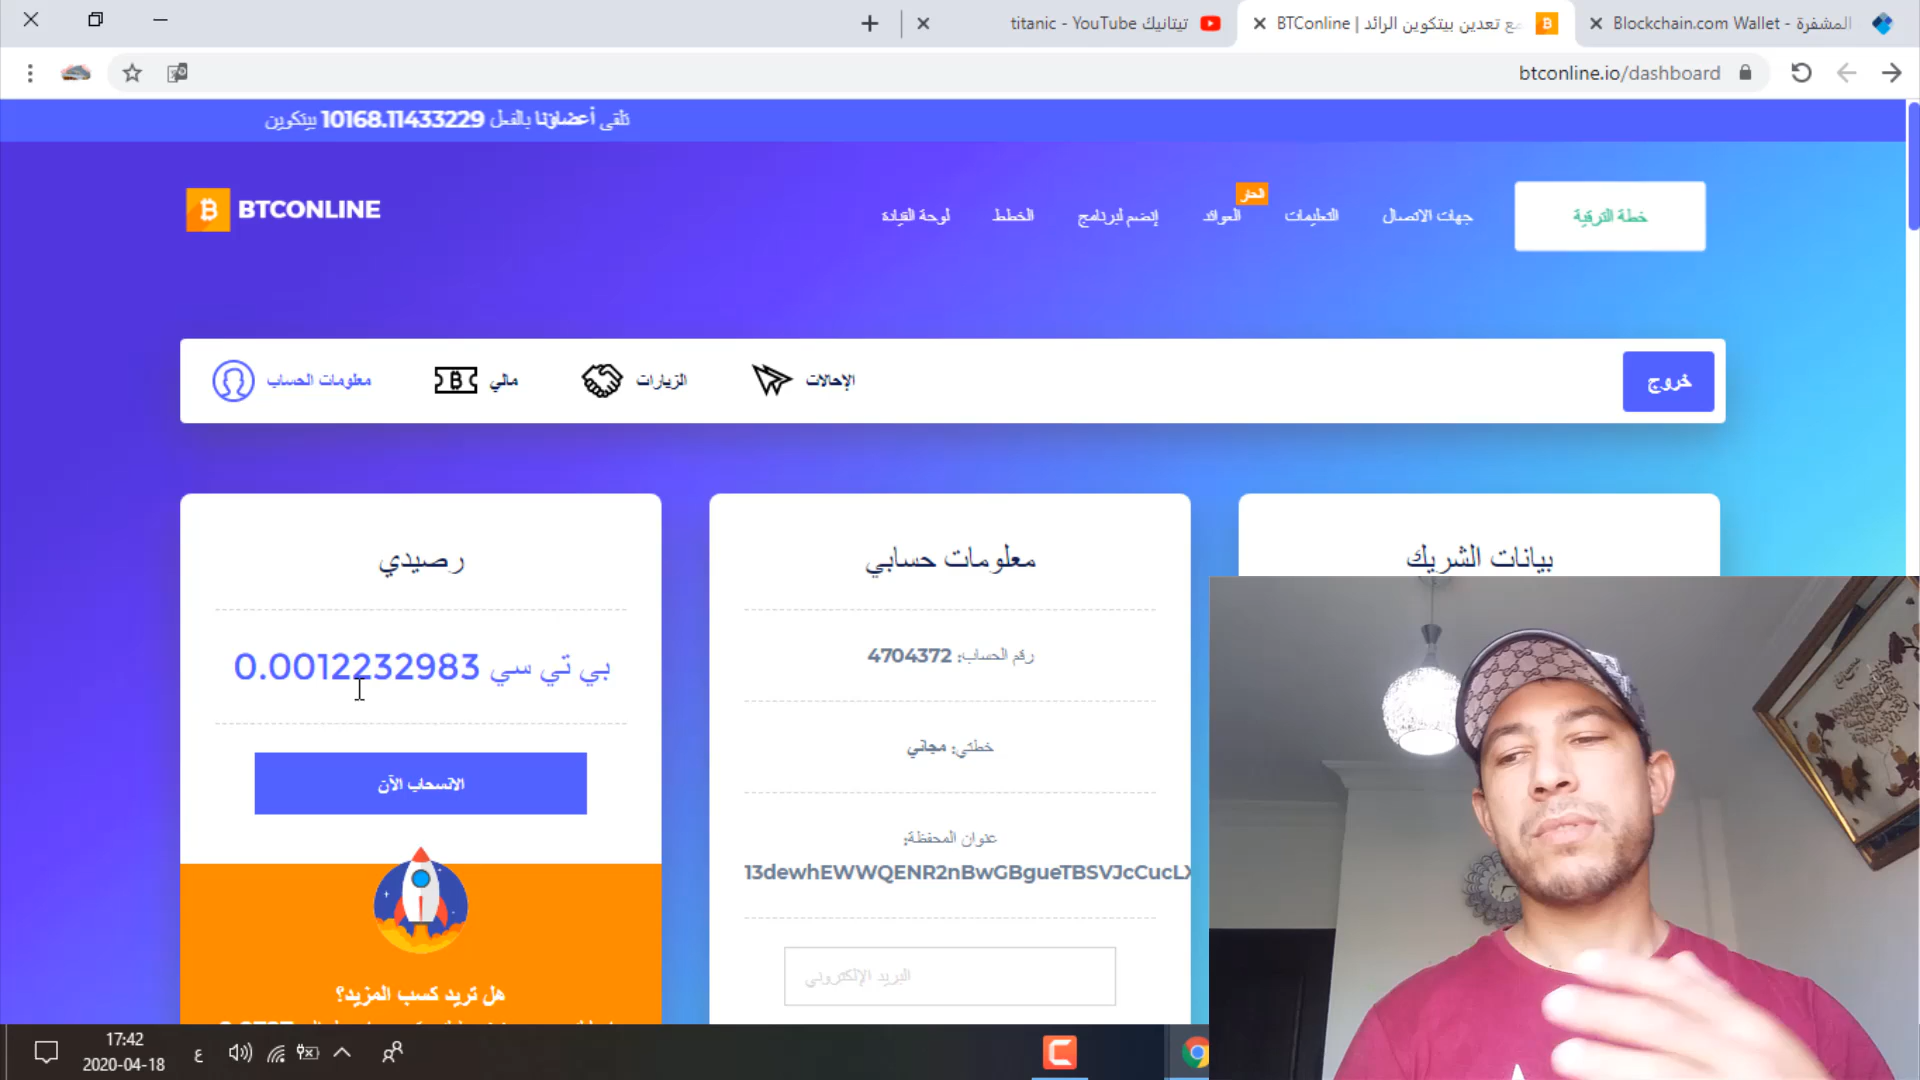 تيتانيك titanic - YouTube
BTConline | مع تعدين بيتكوين الرائد
Blockchain.com Wallet - المشفرة
btconline.io/dashboard
تلقى أعضاؤنا بالفعل 10168.11433229 بيتكوين
BTCONLINE
لوحة القيادة
الخطط
إنضم لبرنامج
العوائد
الحار
التعليمات
جهات الاتصال
خطة الترقية
معلومات الحساب
مالي
الزيارات
الإحالات
خروج
رصيدي
0.0012232983 بي تي سي
الانسحاب الآن
هل تريد كسب المزيد؟
معلومات حسابي
رقم الحساب: 4704372
خطتي: مجاني
عنوان المحفظة:
13dewhEWWQENR2nBwGBgueTBSVJcCucLX
البريد الإلكتروني
بيانات الشريك
ع
17:42
2020-04-18